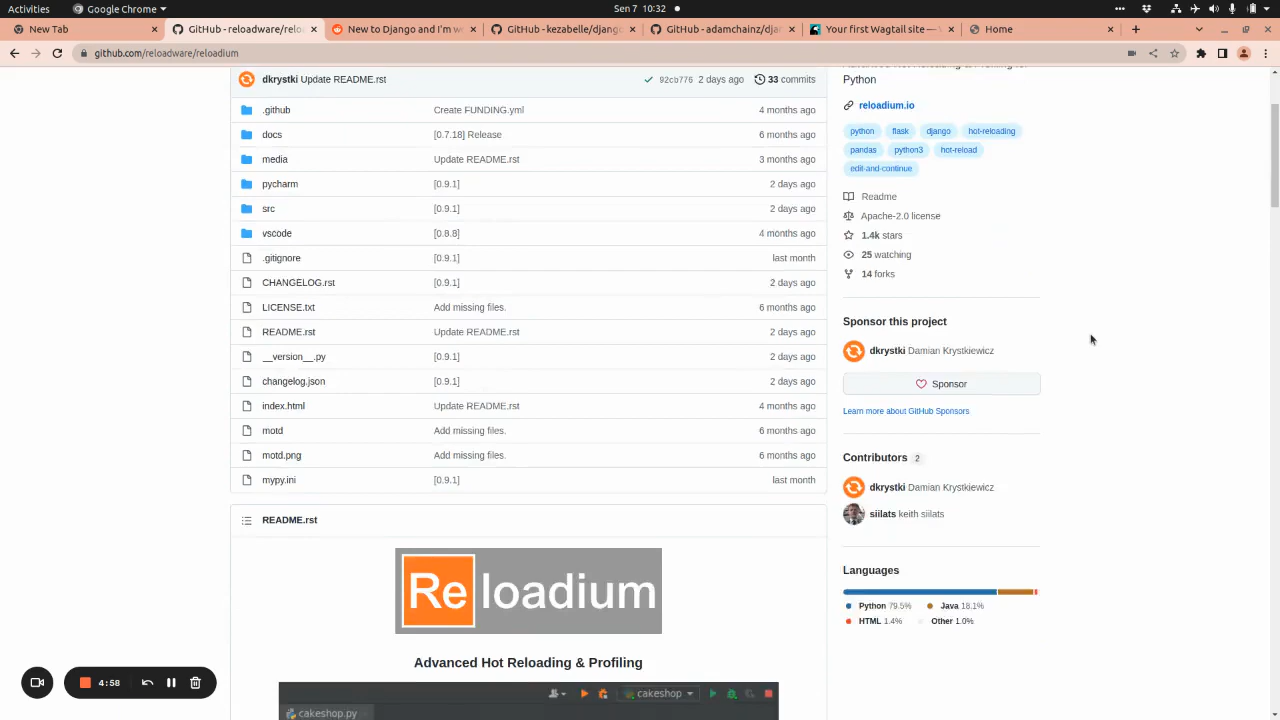 Activities
Google Chrome
Sen 7 10:32
New Tab
GitHub - reloadware/relo
New to Django and I'm w
GitHub - kezabelle/djang
GitHub - adamchainz/dja
Your first Wagtail site —
Home
github.com/reloadware/reloadium
dkrystki Update README.rst
92cb776 2 days ago 33 commits
.github Create FUNDING.yml 4 months ago
docs [0.7.18] Release 6 months ago
media Update README.rst 3 months ago
pycharm [0.9.1] 2 days ago
src [0.9.1] 2 days ago
vscode [0.8.8] 4 months ago
.gitignore [0.9.1] last month
CHANGELOG.rst [0.9.1] 2 days ago
LICENSE.txt Add missing files. 6 months ago
README.rst Update README.rst 2 days ago
__version__.py [0.9.1] 2 days ago
changelog.json [0.9.1] 2 days ago
index.html Update README.rst 4 months ago
motd Add missing files. 6 months ago
motd.png Add missing files. 6 months ago
mypy.ini [0.9.1] last month
README.rst
Reloadium
Advanced Hot Reloading & Profiling
cakeshop
cakeshop.py
Python
reloadium.io
python flask django hot-reloading
pandas python3 hot-reload
edit-and-continue
Readme
Apache-2.0 license
1.4k stars
25 watching
14 forks
Sponsor this project
dkrystki Damian Krystkiewicz
Sponsor
Learn more about GitHub Sponsors
Contributors 2
dkrystki Damian Krystkiewicz
siilats keith siilats
Languages
Python 79.5% Java 18.1%
HTML 1.4% Other 1.0%
4:58